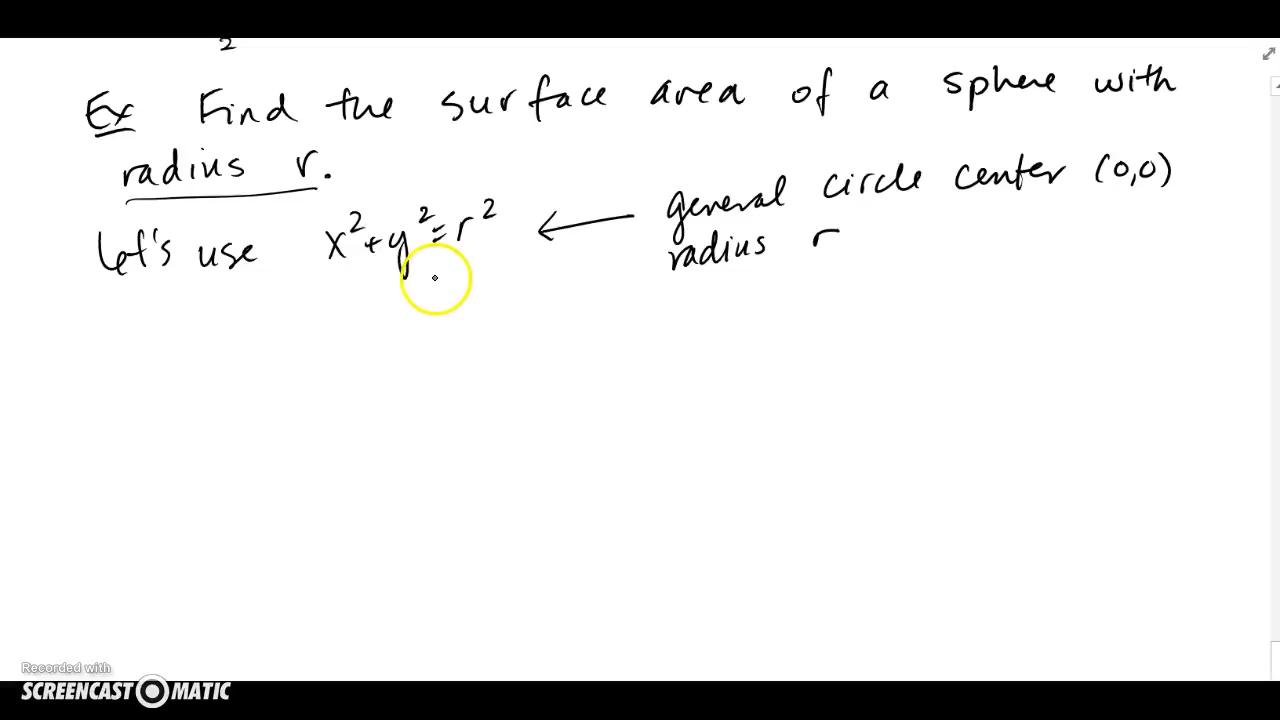 2
Ex Find the surface area of a sphere with
radius r.
Let's use x²+y²=r² ← general circle center (0,0)
radius r
Recorded with
SCREENCAST O MATIC